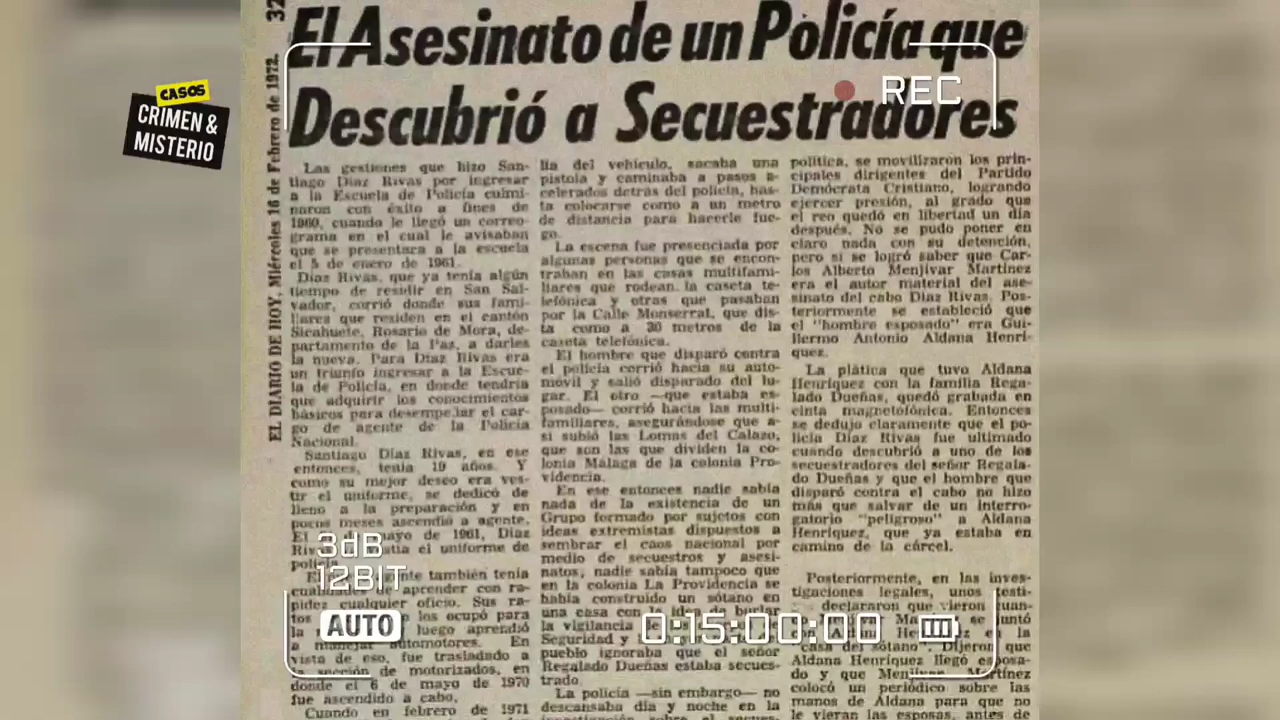 El Asesinato de un Policía que
Descubrió a Secuestradores
EL DIARIO DE HOY, Miércoles 16 de Febrero de 1972.
32
CASOS
CRIMEN &
MISTERIO
REC
Las gestiones que hizo San-
tiago Díaz Rivas por ingresar
a la Escuela de Policía culmi-
naron con éxito a fines de
1960, cuando le llegó un correo-
grama en el cual le avisaban
que se presentara a la escuela
el 5 de enero de 1961.
Díaz Rivas, que ya tenía algún
tiempo de residir en San Sal-
vador, corrió donde sus fami-
liares que residen en el cantón
Sicahuete, Rosario de Mora, de-
partamento de la Paz, a darles
la nueva. Para Díaz Rivas era
un triunfo ingresar a la Escue-
la de Policía, en donde tendría
que adquirir los conocimientos
básicos para desempeñar el car-
go de agente de la Policía
Nacional.
Santiago Díaz Rivas, en ese
entonces, tenía 19 años. Y
como su mejor deseo era ves-
tir el uniforme, se dedicó de
lleno a la preparación y en
pocos meses ascendió a agente.
El mayo de 1961, Díaz
Rivas el uniforme de
policía
también tenía
de aprender con ra-
pidez cualquier oficio. Sus ra-
tos los ocupó para
la luego aprendió
a manejar automotores. En
vista de eso, fue trasladado a
la sección de motorizados, en
donde el 6 de mayo de 1970
fue ascendido a cabo.
Cuando en febrero de 1971
lla del vehículo, sacaba una
pistola y caminaba a pasos a-
celerados detrás del policía, has-
ta colocarse como a un metro
de distancia para hacerle fue-
go.
La escena fue presenciada por
algunas personas que se encon-
traban en las casas multifami-
liares que rodean la caseta te-
lefónica y otras que pasaban
por la Calle Monserrat, que dis-
ta como a 30 metros de la
caseta telefónica.
El hombre que disparó contra
el policía corrió hacia su auto-
móvil y salió disparado del lu-
gar. El otro —que estaba es-
posado— corrió hacia las multi-
familiares, asegurándose que a-
sí subió las Lomas del Calazo,
que son las que dividen la co-
lonia Málaga de la colonia Pro-
videncia.
En ese entonces nadie sabía
nada de la existencia de un
Grupo formado por sujetos con
ideas extremistas dispuestos a
sembrar el caos nacional por
medio de secuestros y asesi-
natos, nadie sabía tampoco que
en la colonia La Providencia se
había construido un sótano en
una casa con la idea de burlar
la vigilancia
Seguridad y
pueblo ignoraba que el señor
Regalado Dueñas estaba secues-
trado.
La policía —sin embargo— no
descansaba día y noche en la
política, se movilizaron los prin-
cipales dirigentes del Partido
Demócrata Cristiano, logrando
ejercer presión, al grado que
el reo quedó en libertad un día
después. No se pudo poner en
claro nada con su detención,
pero sí se logró saber que Car-
los Alberto Menjívar Martínez
era el autor material del ase-
sinato del cabo Díaz Rivas. Pos-
teriormente se estableció que
el "hombre esposado" era Gui-
llermo Antonio Aldana Henrí-
quez.
La plática que tuvo Aldana
Henríquez con la familia Rega-
lado Dueñas, quedó grabada en
cinta magnetofónica. Entonces
se dedujo claramente que el po-
licía Díaz Rivas fue ultimado
cuando descubrió a uno de los
secuestradores del señor Regala-
do Dueñas y que el hombre que
disparó contra el cabo no hizo
más que salvar de un interro-
gatorio "peligroso" a Aldana
Henríquez, que ya estaba en
camino de la cárcel.
Posteriormente, en las inves-
tigaciones legales, unos testi-
declararon que vieron
se juntó
en la
"casa del sótano". Dijeron que
Aldana Henríquez llegó esposa-
do y que Menjívar Martínez
colocó un periódico sobre las
manos de Aldana para que no
le vieran las esposas, antes de
3dB
12BIT
AUTO
0:15:00:00